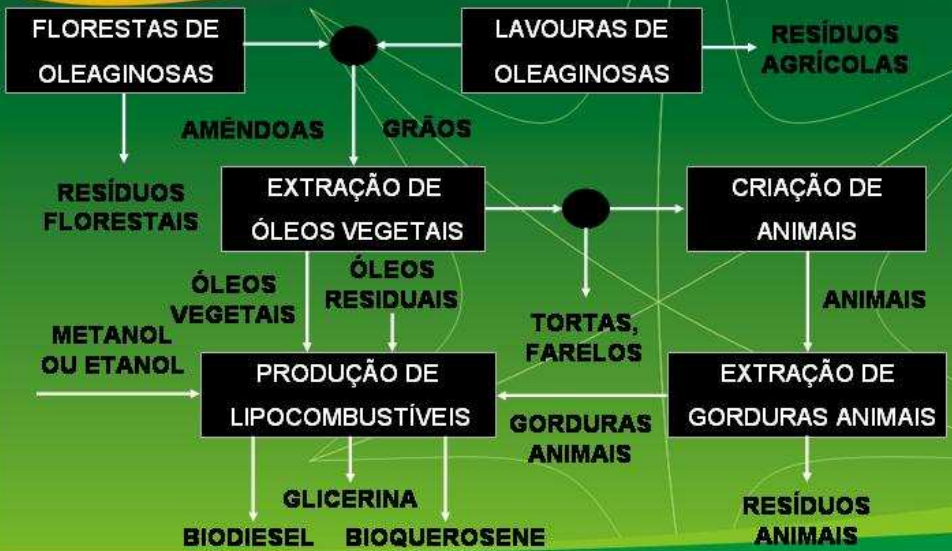 FLORESTAS DE
OLEAGINOSAS
LAVOURAS DE
OLEAGINOSAS
RESÍDUOS
AGRÍCOLAS
AMÊNDOAS
GRÃOS
RESÍDUOS
FLORESTAIS
EXTRAÇÃO DE
ÓLEOS VEGETAIS
CRIAÇÃO DE
ANIMAIS
ÓLEOS
VEGETAIS
ÓLEOS
RESIDUAIS
TORTAS,
FARELOS
ANIMAIS
METANOL
OU ETANOL
PRODUÇÃO DE
LIPOCOMBUSTÍVEIS
GORDURAS
ANIMAIS
EXTRAÇÃO DE
GORDURAS ANIMAIS
GLICERINA
BIODIESEL
BIOQUEROSENE
RESÍDUOS
ANIMAIS